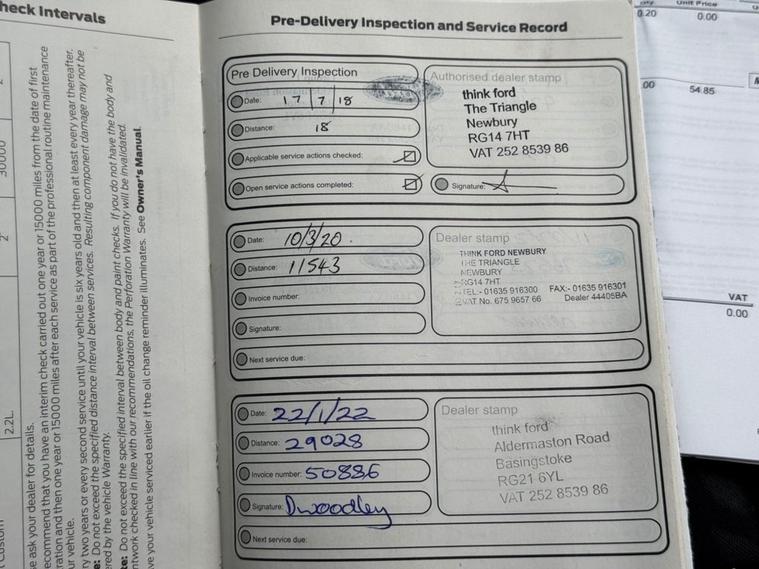 heck Intervals
30000
2
2.2L
e ask your dealer for details.
ecommend that you have an interim check carried out one year or 15000 miles from the date of first
ration and then one year or 15000 miles after each service as part of the professional routine maintenance
ur vehicle.
ry two years or every second service until your vehicle is six years old and then at least every year thereafter.
e: Do not exceed the specified distance interval between services. Resulting component damage may not be
ered by the vehicle Warranty.
te: Do not exceed the specified interval between body and paint checks. If you do not have the body and
ntwork checked in line with our recommendations, the Perforation Warranty will be invalidated.
ve your vehicle serviced earlier if the oil change reminder illuminates. See Owner's Manual.
Pre-Delivery Inspection and Service Record
Pre Delivery Inspection
Date: 17 7 18
Distance: 18
Applicable service actions checked:
Open service actions completed:
Authorised dealer stamp
think ford
The Triangle
Newbury
RG14 7HT
VAT 252 8539 86
Signature:
Date: 10/3/20.
Distance: 11543
Invoice number:
Signature:
Next service due:
Dealer stamp
THINK FORD NEWBURY
THE TRIANGLE
NEWBURY
RG14 7HT
TEL:- 01635 916300 FAX:- 01635 916301
VAT No. 675 9657 66 Dealer 44405BA
Date: 22/1/22
Distance: 29028
Invoice number: 50886
Signature: Dwoodley
Next service due:
Dealer stamp
think ford
Aldermaston Road
Basingstoke
RG21 6YL
VAT 252 8539 86
Unit Price
0.20 0.00
.00 54.85
VAT
0.00